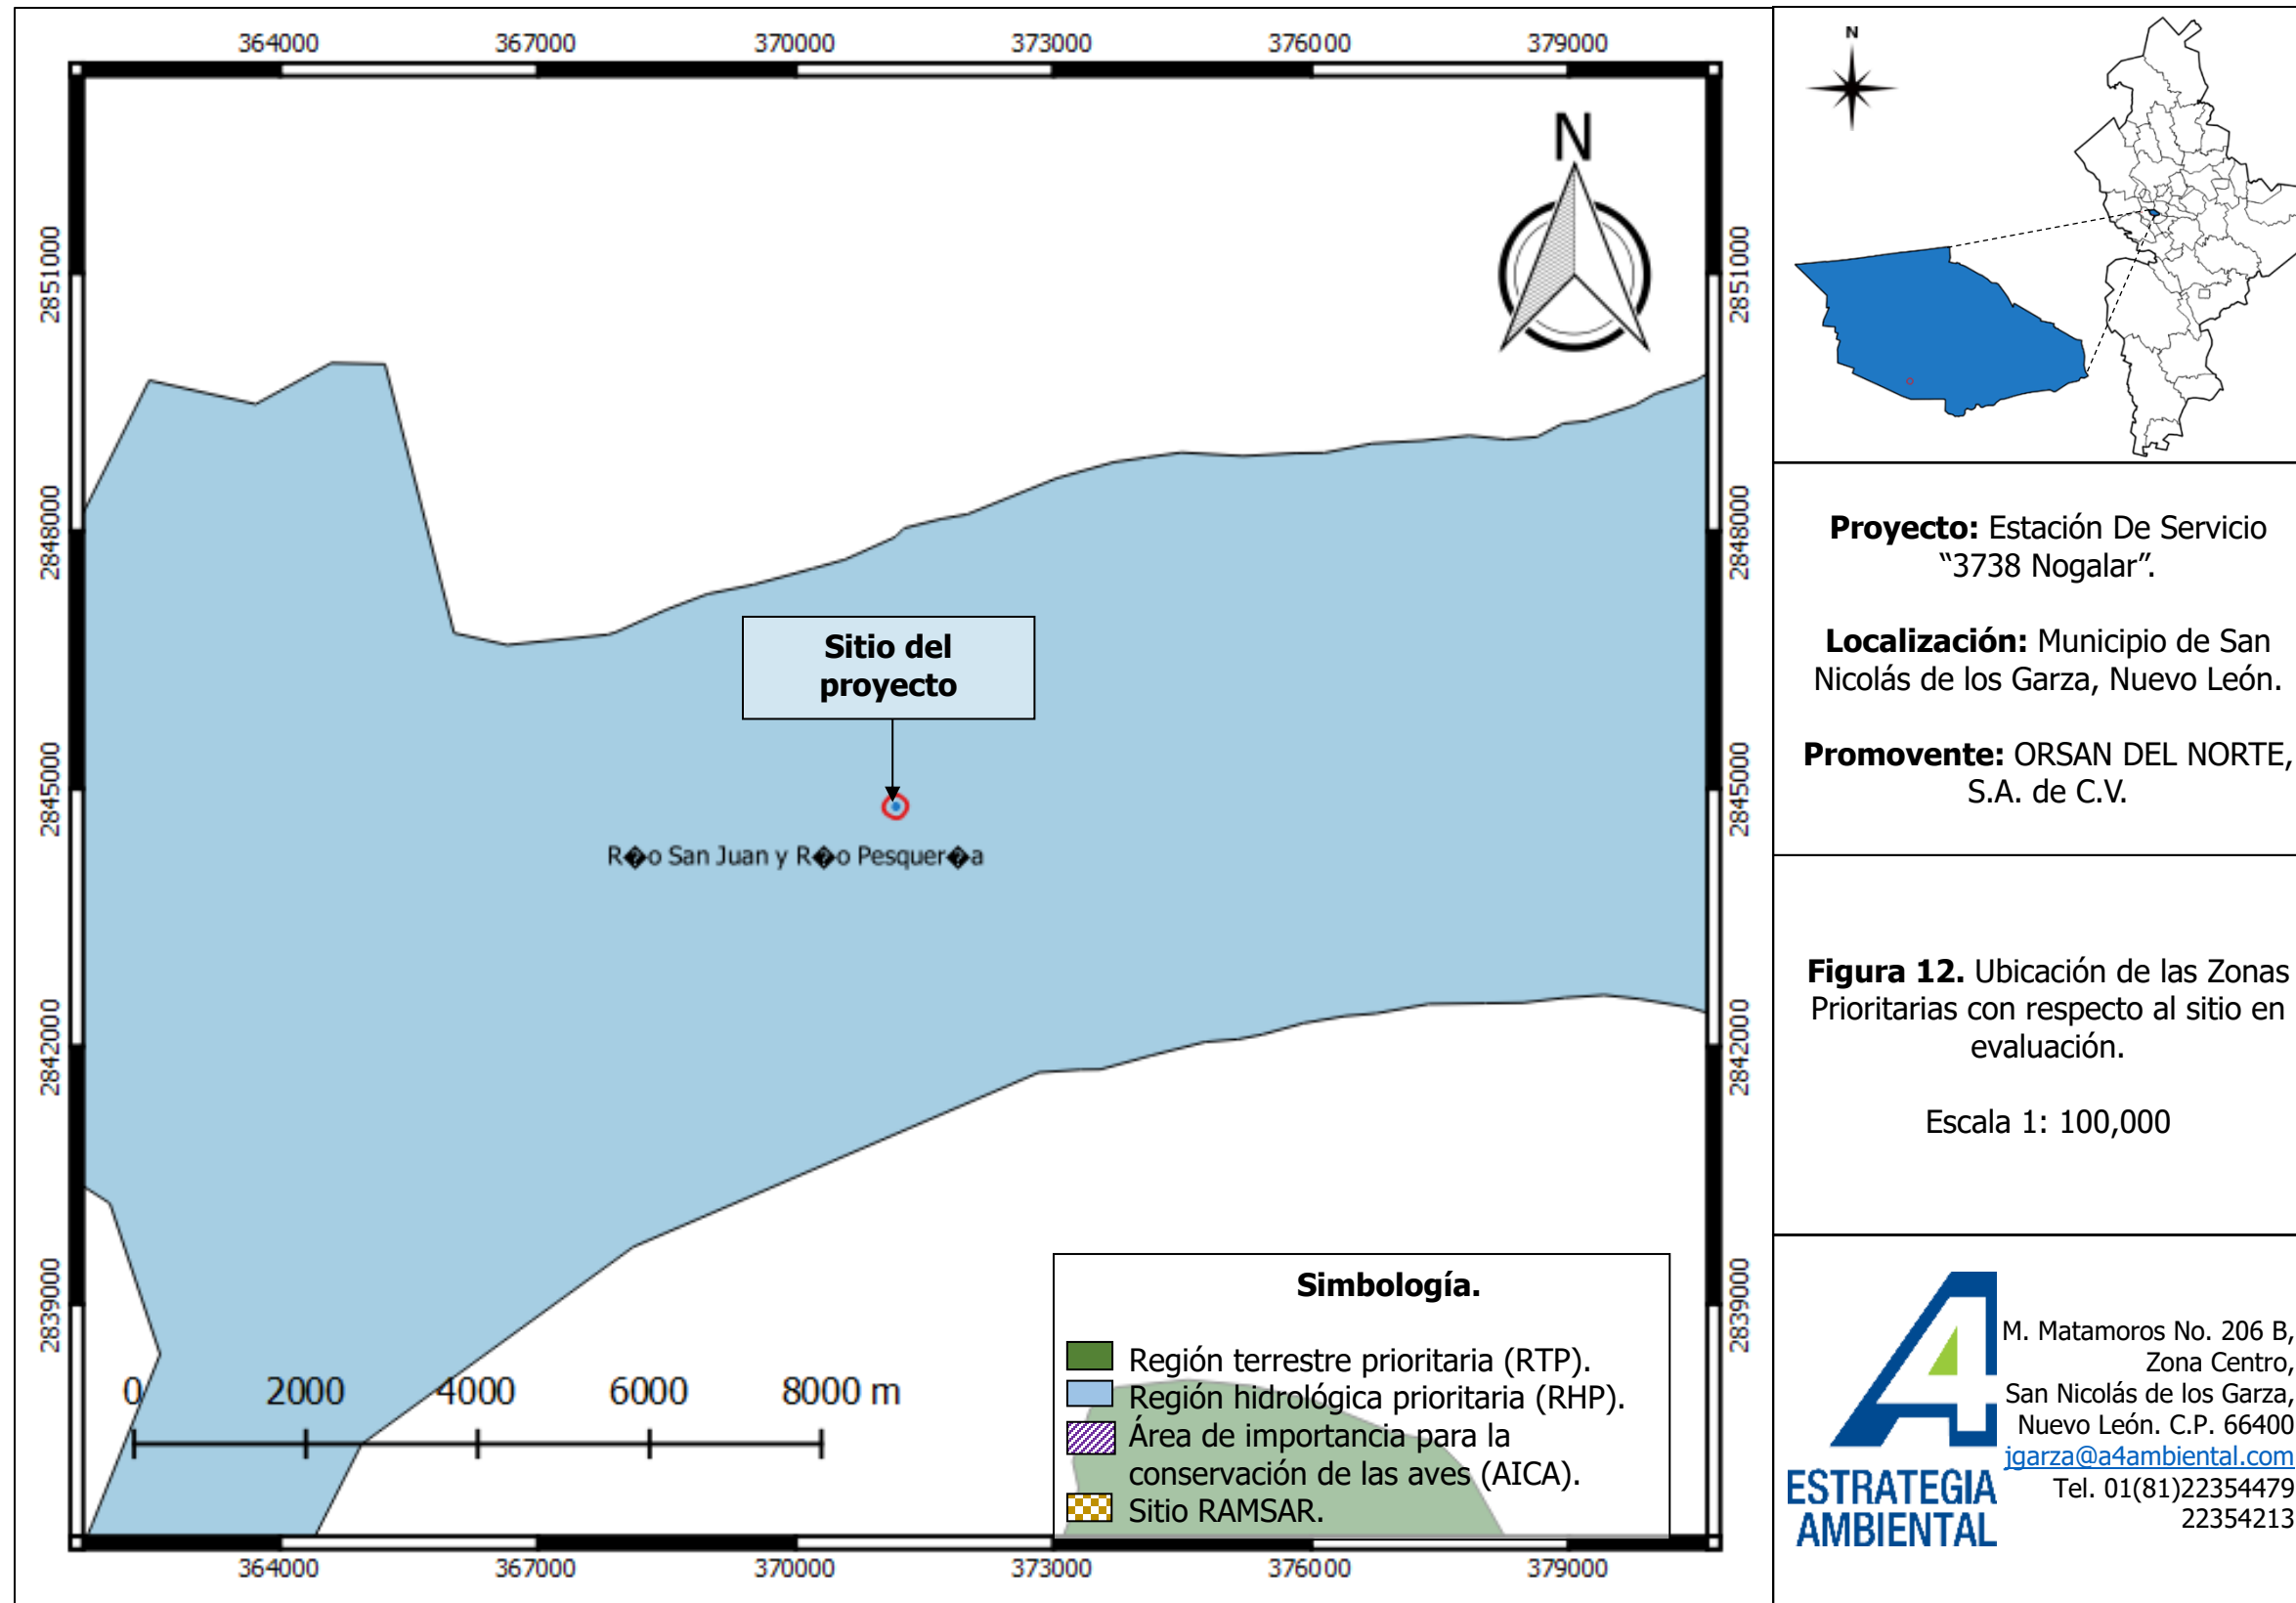 364000 367000 370000 373000 376000 379000
2851000 2851000
2848000 2848000
2845000 2845000
2842000 2842000
2839000 2839000
N
Sitio del
proyecto
R�o San Juan y R�o Pesquer�a
0 2000 4000 6000 8000 m
Simbología.
Región terrestre prioritaria (RTP).
Región hidrológica prioritaria (RHP).
Área de importancia para la
conservación de las aves (AICA).
Sitio RAMSAR.
364000 367000 370000 373000 376000 379000
N
Proyecto: Estación De Servicio
“3738 Nogalar”.
Localización: Municipio de San
Nicolás de los Garza, Nuevo León.
Promovente: ORSAN DEL NORTE,
S.A. de C.V.
Figura 12. Ubicación de las Zonas
Prioritarias con respecto al sitio en
evaluación.
Escala 1: 100,000
ESTRATEGIA
AMBIENTAL
M. Matamoros No. 206 B,
Zona Centro,
San Nicolás de los Garza,
Nuevo León. C.P. 66400
jgarza@a4ambiental.com
Tel. 01(81)22354479
22354213